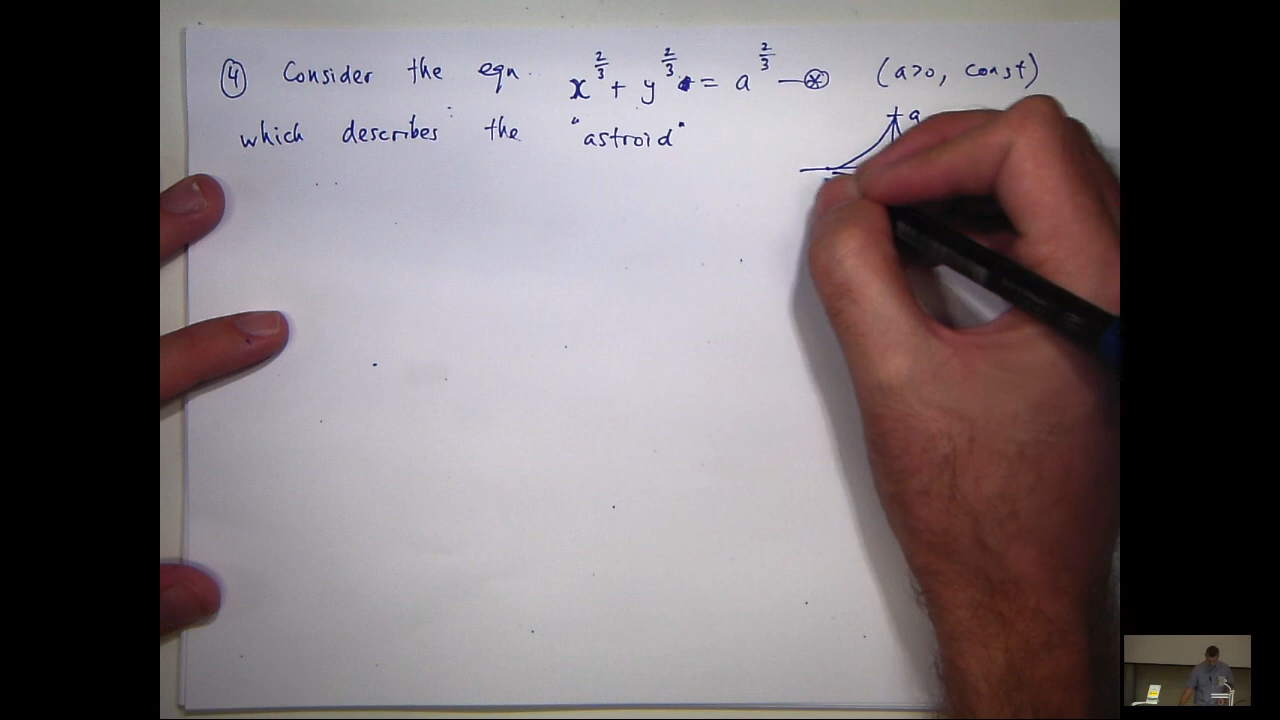 ④ Consider the eqn. x^{2/3} + y^{2/3} = a^{2/3} —⊛ (a>0, const)
which describes the "astroid"
a